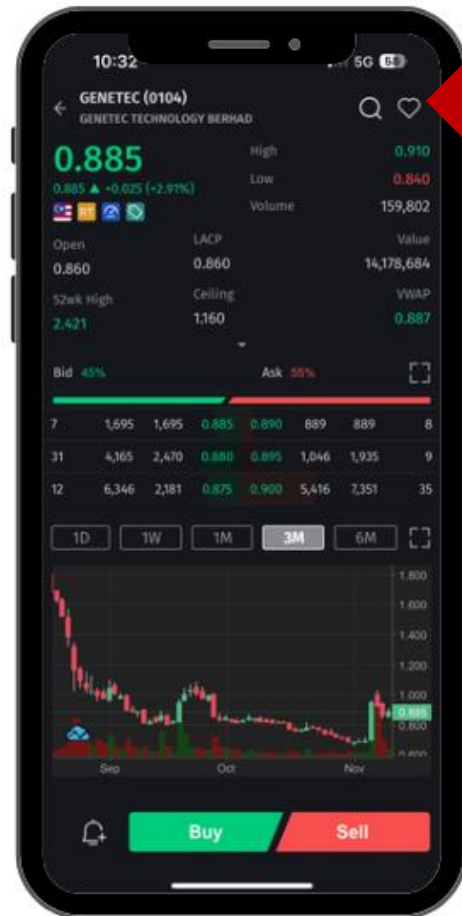 10:32 5G 5
GENETEC (0104)
GENETEC TECHNOLOGY BERHAD
0.885 High 0.910
0.885 ▲ +0.025 (+2.91%) Low 0.840
RT Volume 159,802
Open LACP Value
0.860 0.860 14,178,684
52wk High Ceiling VWAP
2.421 1.160 0.887
Bid 45% Ask 55%
7 1,695 1,695 0.885 0.890 889 889 8
31 4,165 2,470 0.880 0.895 1,046 1,935 9
12 6,346 2,181 0.875 0.900 5,416 7,351 35
1D 1W 1M 3M 6M
1.800
1.600
1.400
1.200
1.000
0.885
0.800
0.600
Sep Oct Nov
Buy Sell